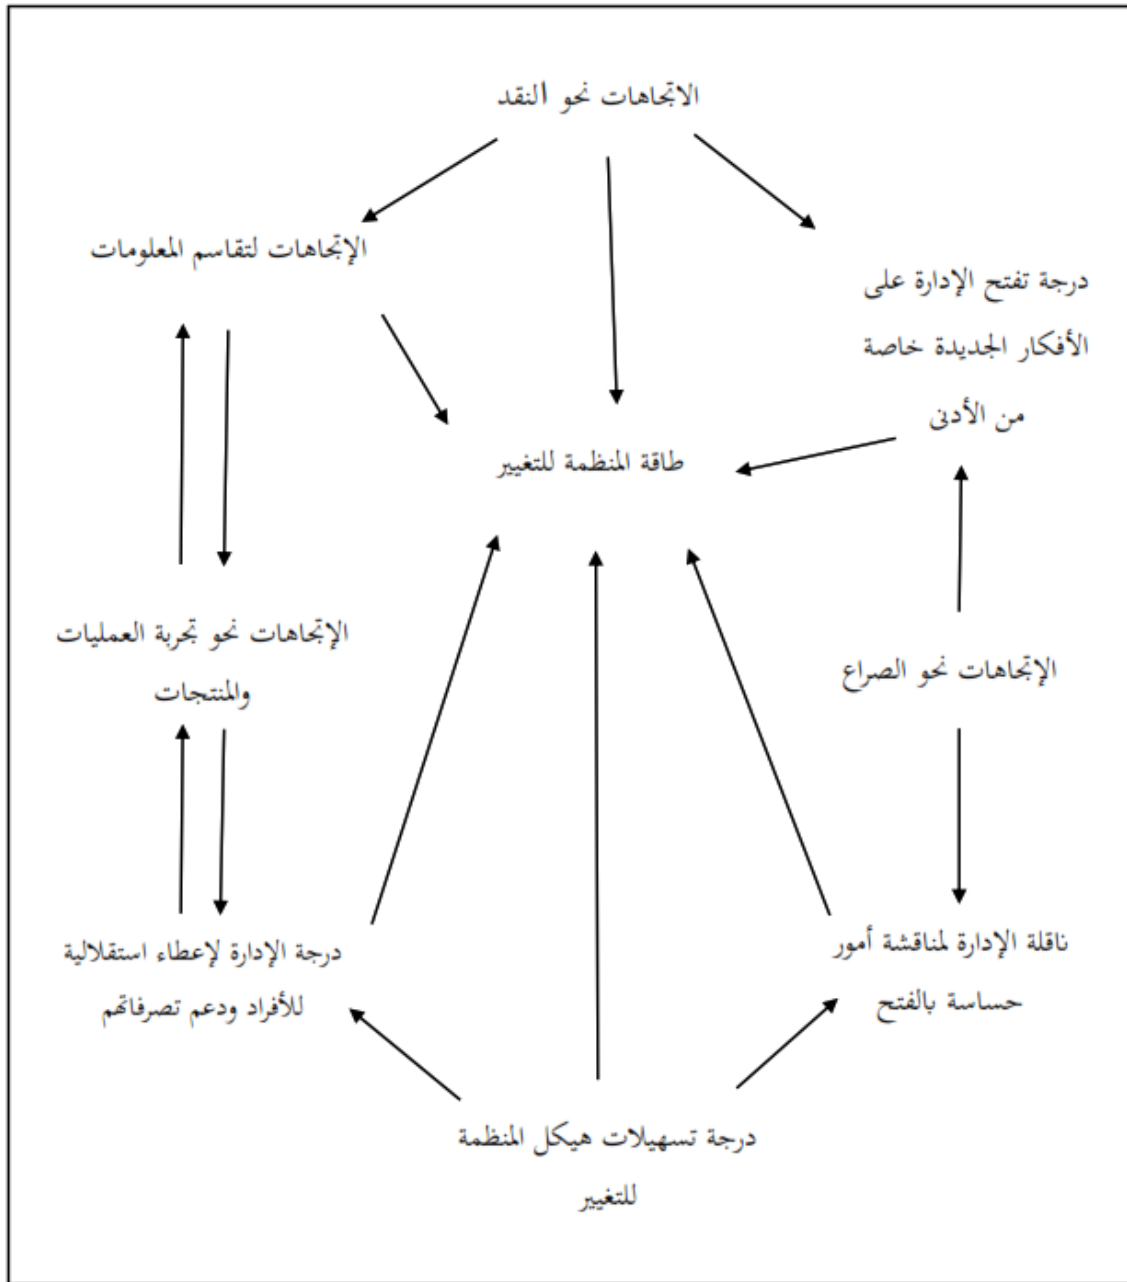 الاتجاهات نحو النقد
الإتجاهات لتقاسم المعلومات
درجة تفتح الإدارة على
الأفكار الجديدة خاصة
من الأدنى
طاقة المنظمة للتغيير
الإتجاهات نحو تجربة العمليات
والمنتجات
الإتجاهات نحو الصراع
درجة الإدارة لإعطاء استقلالية
للأفراد ودعم تصرفاتهم
ناقلة الإدارة لمناقشة أمور
حساسة بالفتح
درجة تسهيلات هيكل المنظمة
للتغيير